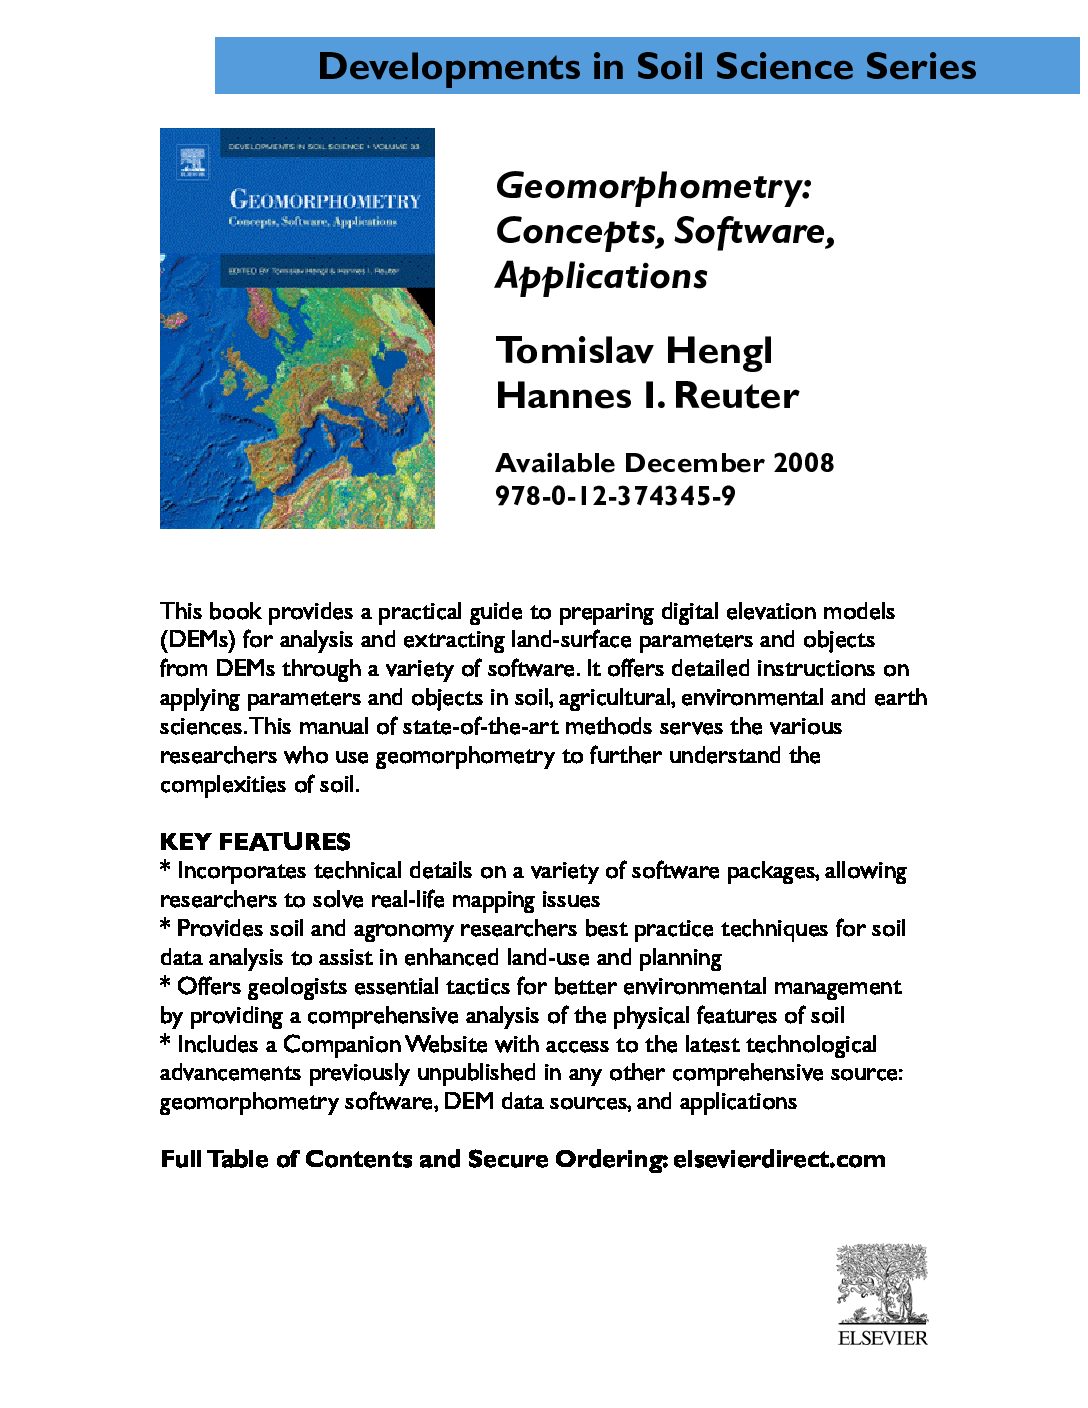 Developments in Soil Science Series
DEVELOPMENTS IN SOIL SCIENCE • VOLUME 33
ELSEVIER
GEOMORPHOMETRY
Concepts, Software, Applications
EDITED BY Tomislav Hengl & Hannes I. Reuter
Geomorphometry:
Concepts, Software,
Applications
Tomislav Hengl
Hannes I. Reuter
Available December 2008
978-0-12-374345-9
This book provides a practical guide to preparing digital elevation models
(DEMs) for analysis and extracting land-surface parameters and objects
from DEMs through a variety of software. It offers detailed instructions on
applying parameters and objects in soil, agricultural, environmental and earth
sciences. This manual of state-of-the-art methods serves the various
researchers who use geomorphometry to further understand the
complexities of soil.
KEY FEATURES
* Incorporates technical details on a variety of software packages, allowing
researchers to solve real-life mapping issues
* Provides soil and agronomy researchers best practice techniques for soil
data analysis to assist in enhanced land-use and planning
* Offers geologists essential tactics for better environmental management
by providing a comprehensive analysis of the physical features of soil
* Includes a Companion Website with access to the latest technological
advancements previously unpublished in any other comprehensive source:
geomorphometry software, DEM data sources, and applications
Full Table of Contents and Secure Ordering: elsevierdirect.com
ELSEVIER